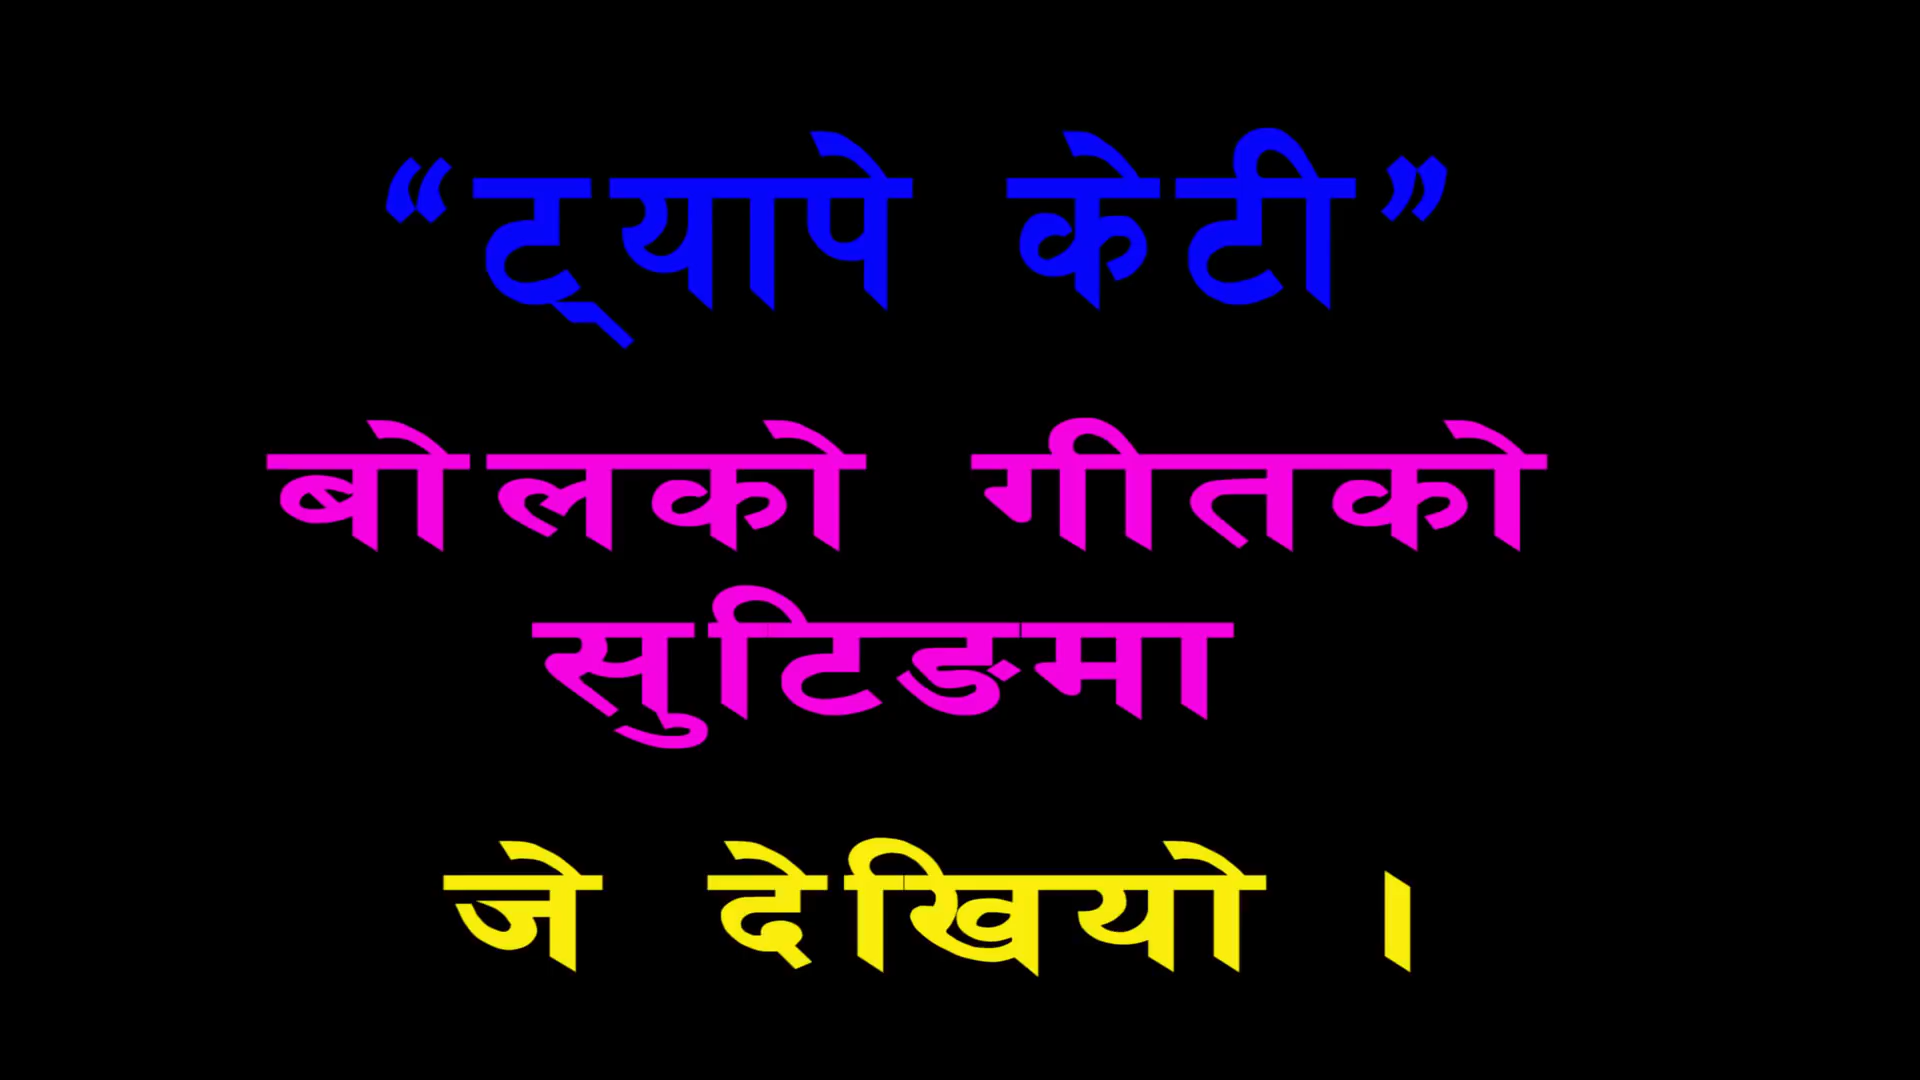 “ट्यापे केटी”
बोलको गीतको
सुटिङमा
जे देखियो ।